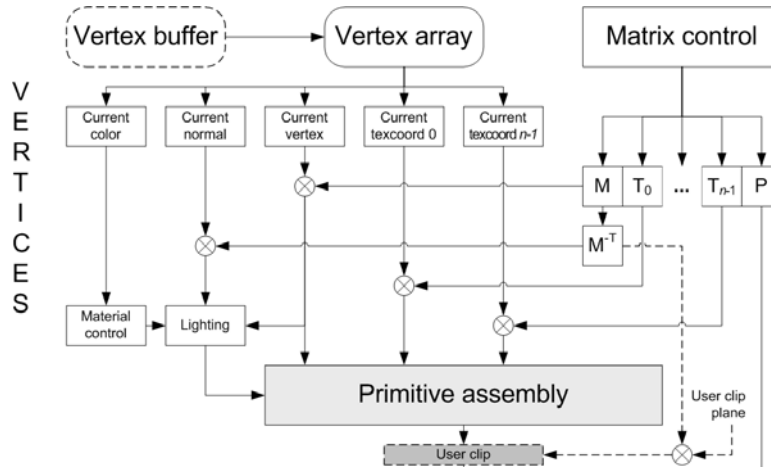 Vertex buffer
Vertex array
Matrix control
VERTICES
Current
color
Current
normal
Current
vertex
Current
texcoord 0
Current
texcoord n-1
M
T0
...
Tn-1
P
M-T
Material
control
Lighting
Primitive assembly
User clip
plane
User clip